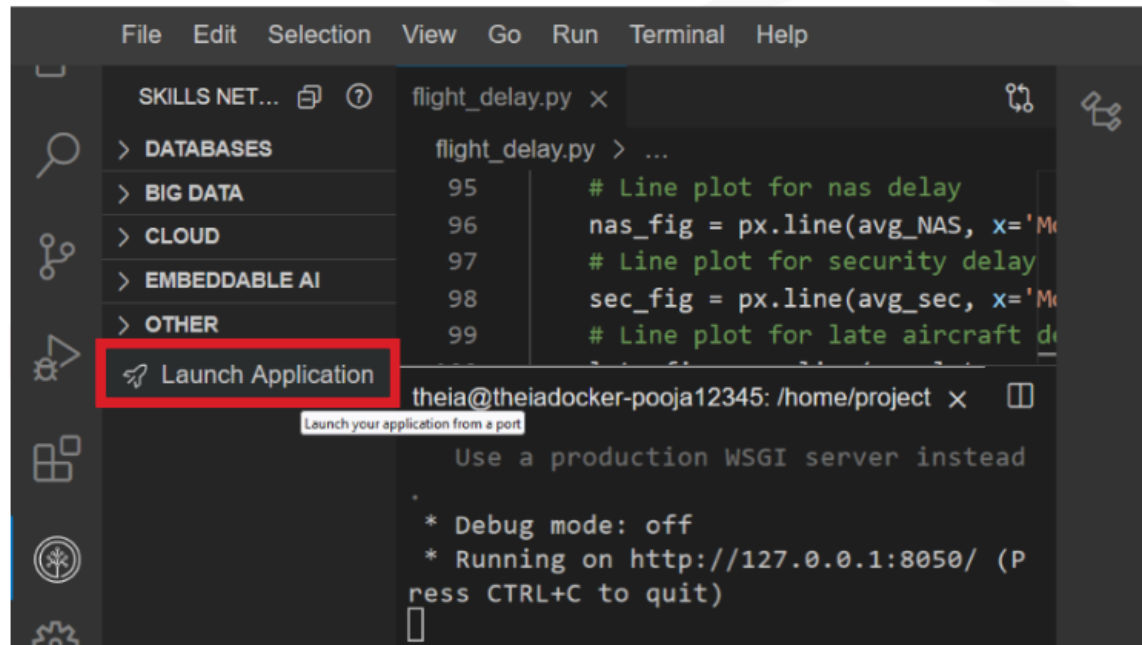 File Edit Selection View Go Run Terminal Help
SKILLS NET...
DATABASES
BIG DATA
CLOUD
EMBEDDABLE AI
OTHER
Launch Application
Launch your application from a port
flight_delay.py ×
flight_delay.py > ...
95 # Line plot for nas delay
96 nas_fig = px.line(avg_NAS, x='Mo
97 # Line plot for security delay
98 sec_fig = px.line(avg_sec, x='Mo
99 # Line plot for late aircraft de
theia@theiadocker-pooja12345: /home/project ×
Use a production WSGI server instead
.
* Debug mode: off
* Running on http://127.0.0.1:8050/ (P
ress CTRL+C to quit)